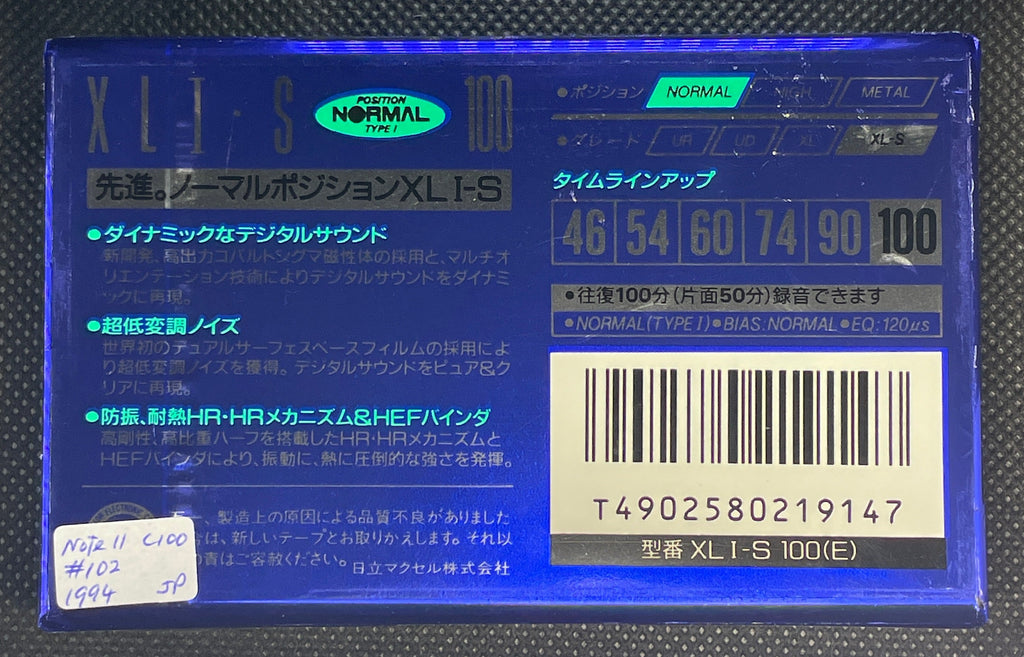 XL I・S
POSITION
NORMAL
TYPE I
100
先進。ノーマルポジションXL I-S
●ダイナミックなデジタルサウンド
新開発、高出力コバルトシグマ磁性体の採用と、マルチオ
リエンテーション技術によりデジタルサウンドをダイナミ
ックに再現。
●超低変調ノイズ
世界初のデュアルサーフェスベースフィルムの採用によ
り超低変調ノイズを獲得。デジタルサウンドをピュア&ク
リアに再現。
●防振、耐熱HR・HRメカニズム&HEFバインダ
高剛性、高比重ハーフを搭載したHR・HRメカニズムと
HEFバインダにより、振動に、熱に圧倒的な強さを発揮。
、製造上の原因による品質不良がありました
は、新しいテープとお取りかえします。それ以
の責はご容赦ください。
日立マクセル株式会社
Note 11 C100
#102
1994 JP
●ポジション NORMAL HIGH METAL
●グレード UR UD XL XL-S
タイムラインアップ
46 54 60 74 90 100
●往復100分(片面50分)録音できます
●NORMAL(TYPE I)●BIAS:NORMAL●EQ:120μs
T4902580219147
型番 XL I-S 100(E)